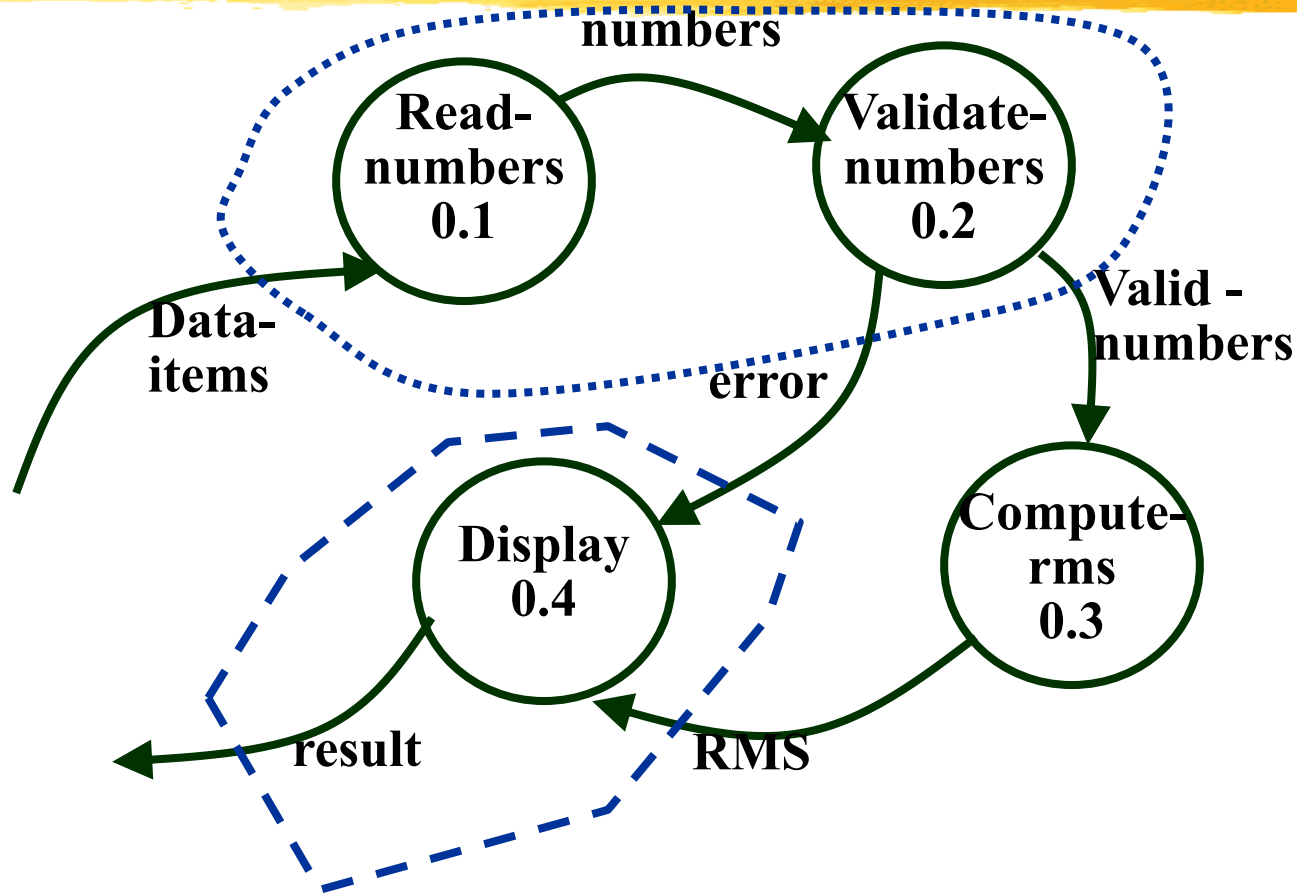 numbers
Read-
numbers
0.1
Validate-
numbers
0.2
Data-
items
Valid -
numbers
error
Display
0.4
Compute-
rms
0.3
result
RMS